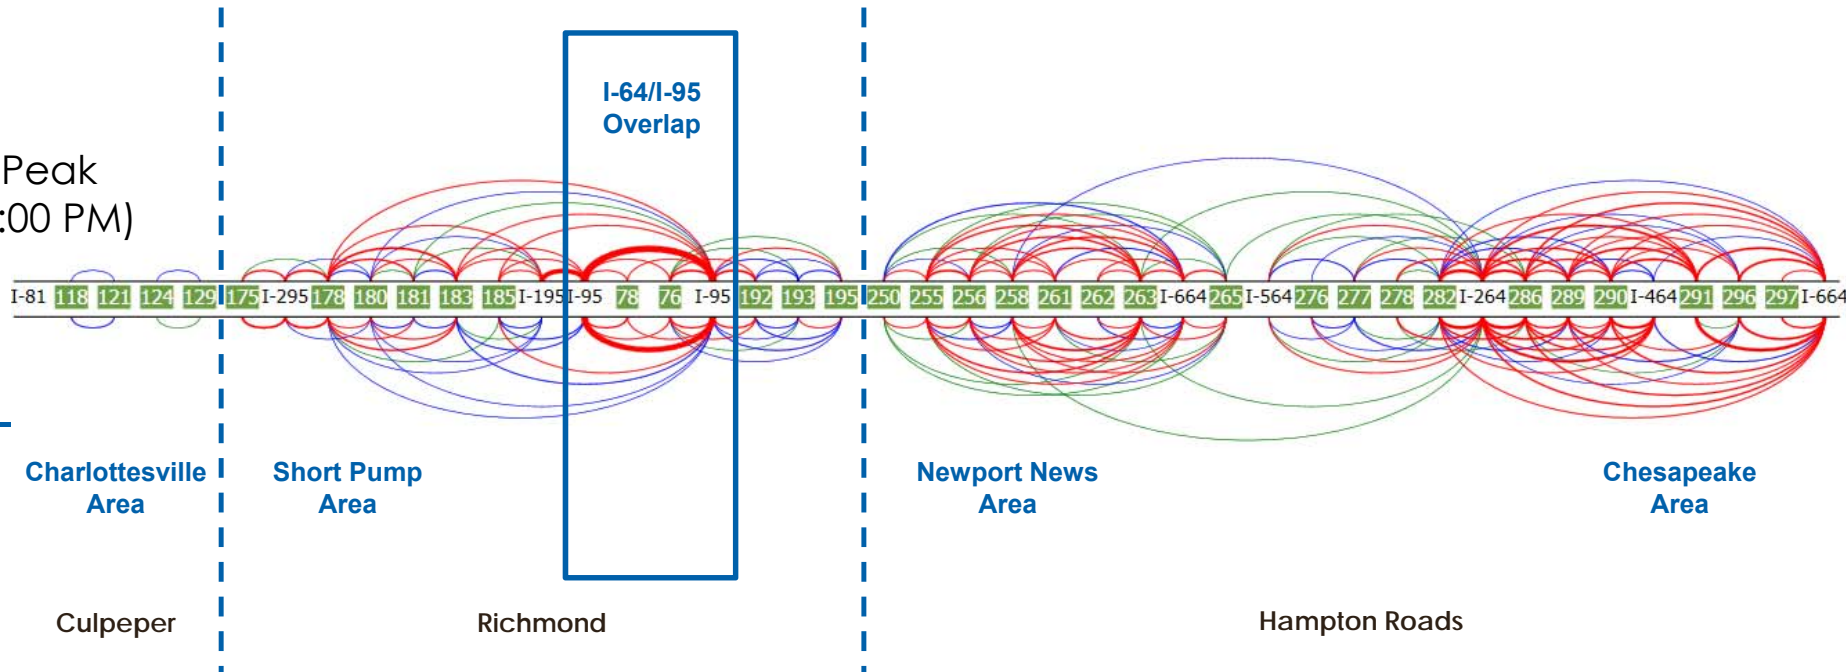 I-64/I-95
Overlap
Peak
:00 PM)
I-81 118 121 124 129 175 I-295 178 180 181 183 185 I-195 I-95 78 76 I-95 192 193 195 250 255 256 258 261 262 263 I-664 265 I-564 276 277 278 282 I-264 286 289 290 I-464 291 296 297 I-664
Charlottesville
Area
Short Pump
Area
Newport News
Area
Chesapeake
Area
Culpeper
Richmond
Hampton Roads